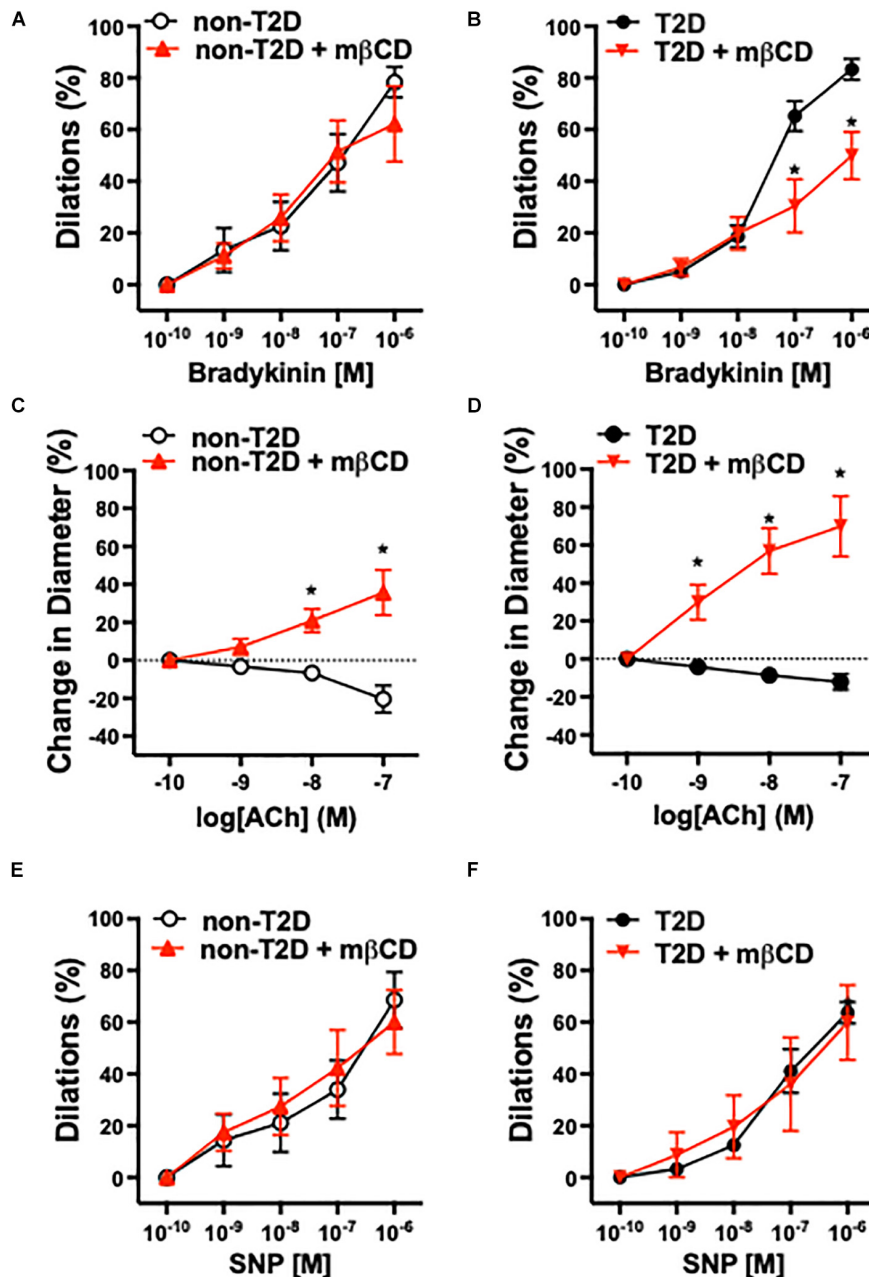 A
non-T2D
non-T2D + mβCD
Dilations (%)
100
80
60
40
20
0
10-10
10-9
10-8
10-7
10-6
Bradykinin [M]
B
T2D
T2D + mβCD
Dilations (%)
100
80
60
40
20
0
*
*
10-10
10-9
10-8
10-7
10-6
Bradykinin [M]
C
non-T2D
non-T2D + mβCD
Change in Diameter (%)
100
80
60
40
20
0
-20
-40
*
*
-10
-9
-8
-7
log[ACh] (M)
D
T2D
T2D + mβCD
Change in Diameter (%)
100
80
60
40
20
0
-20
-40
*
*
*
-10
-9
-8
-7
log[ACh] (M)
E
non-T2D
non-T2D + mβCD
Dilations (%)
100
80
60
40
20
0
10-10
10-9
10-8
10-7
10-6
SNP [M]
F
T2D
T2D + mβCD
Dilations (%)
100
80
60
40
20
0
10-10
10-9
10-8
10-7
10-6
SNP [M]